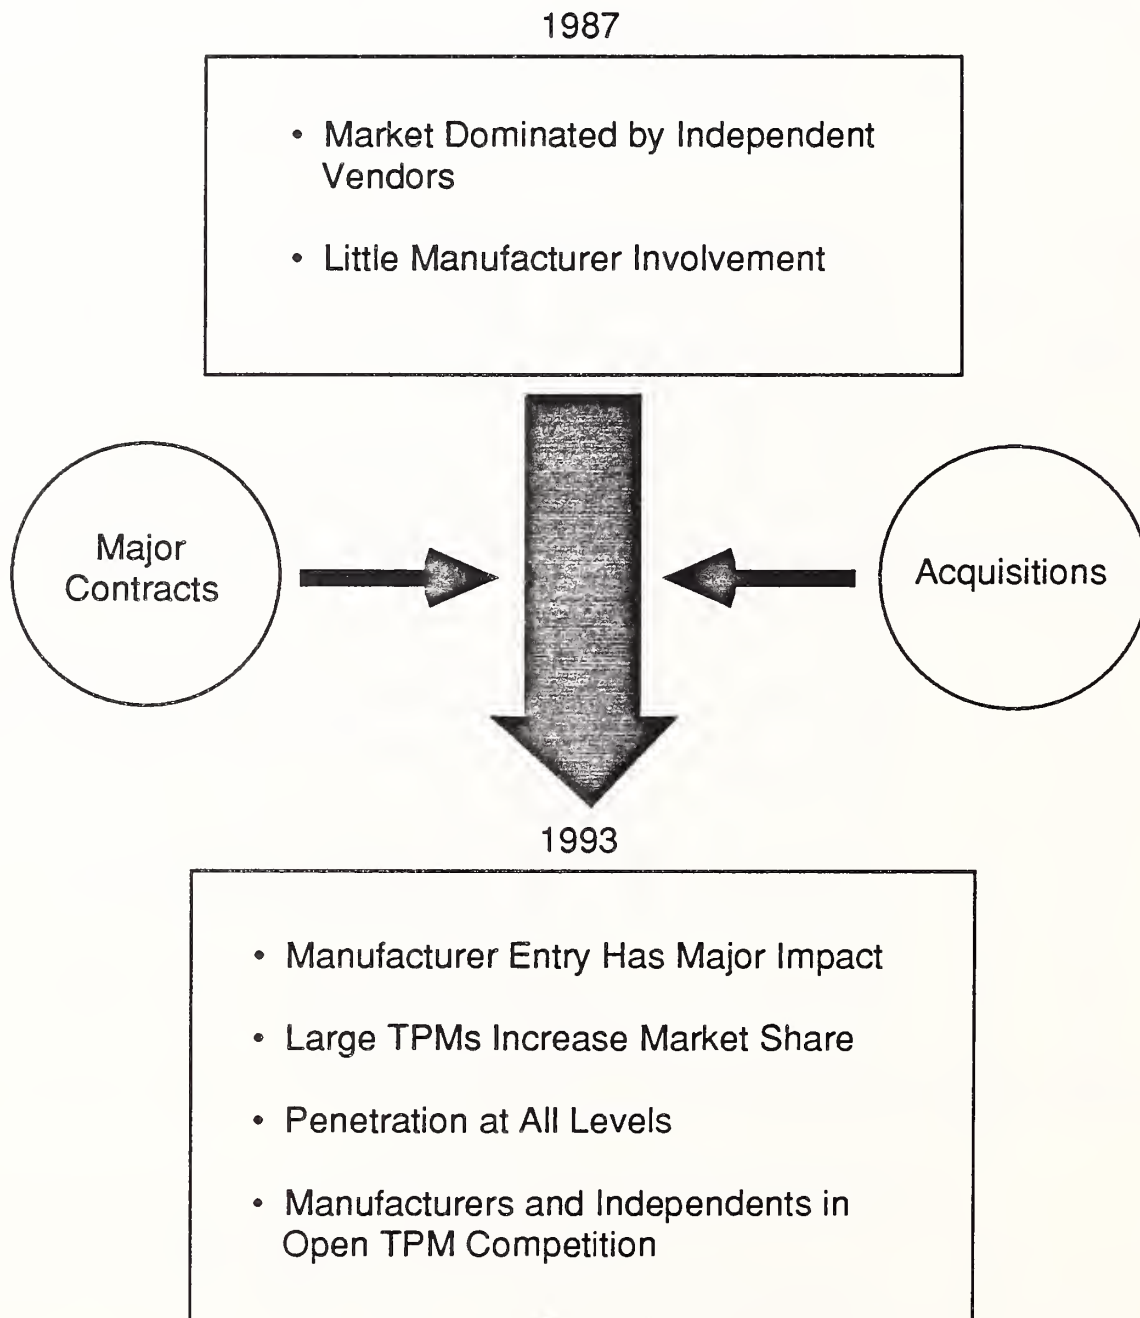 1987
• Market Dominated by Independent
Vendors
• Little Manufacturer Involvement
Major
Contracts
Acquisitions
1993
• Manufacturer Entry Has Major Impact
• Large TPMs Increase Market Share
• Penetration at All Levels
• Manufacturers and Independents in
Open TPM Competition